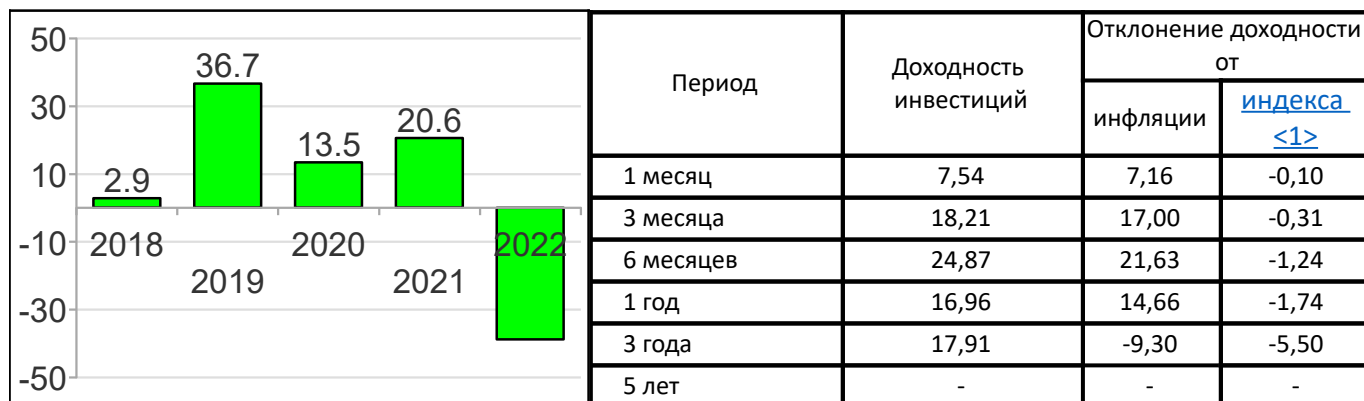 50
30
10
-10
-30
-50
2.9
36.7
13.5
20.6
2018
2019
2020
2021
2022
Период
Доходность
инвестиций
Отклонение доходности
от
инфляции
индекса
<1>
1 месяц 7,54 7,16 -0,10
3 месяца 18,21 17,00 -0,31
6 месяцев 24,87 21,63 -1,24
1 год 16,96 14,66 -1,74
3 года 17,91 -9,30 -5,50
5 лет - - -